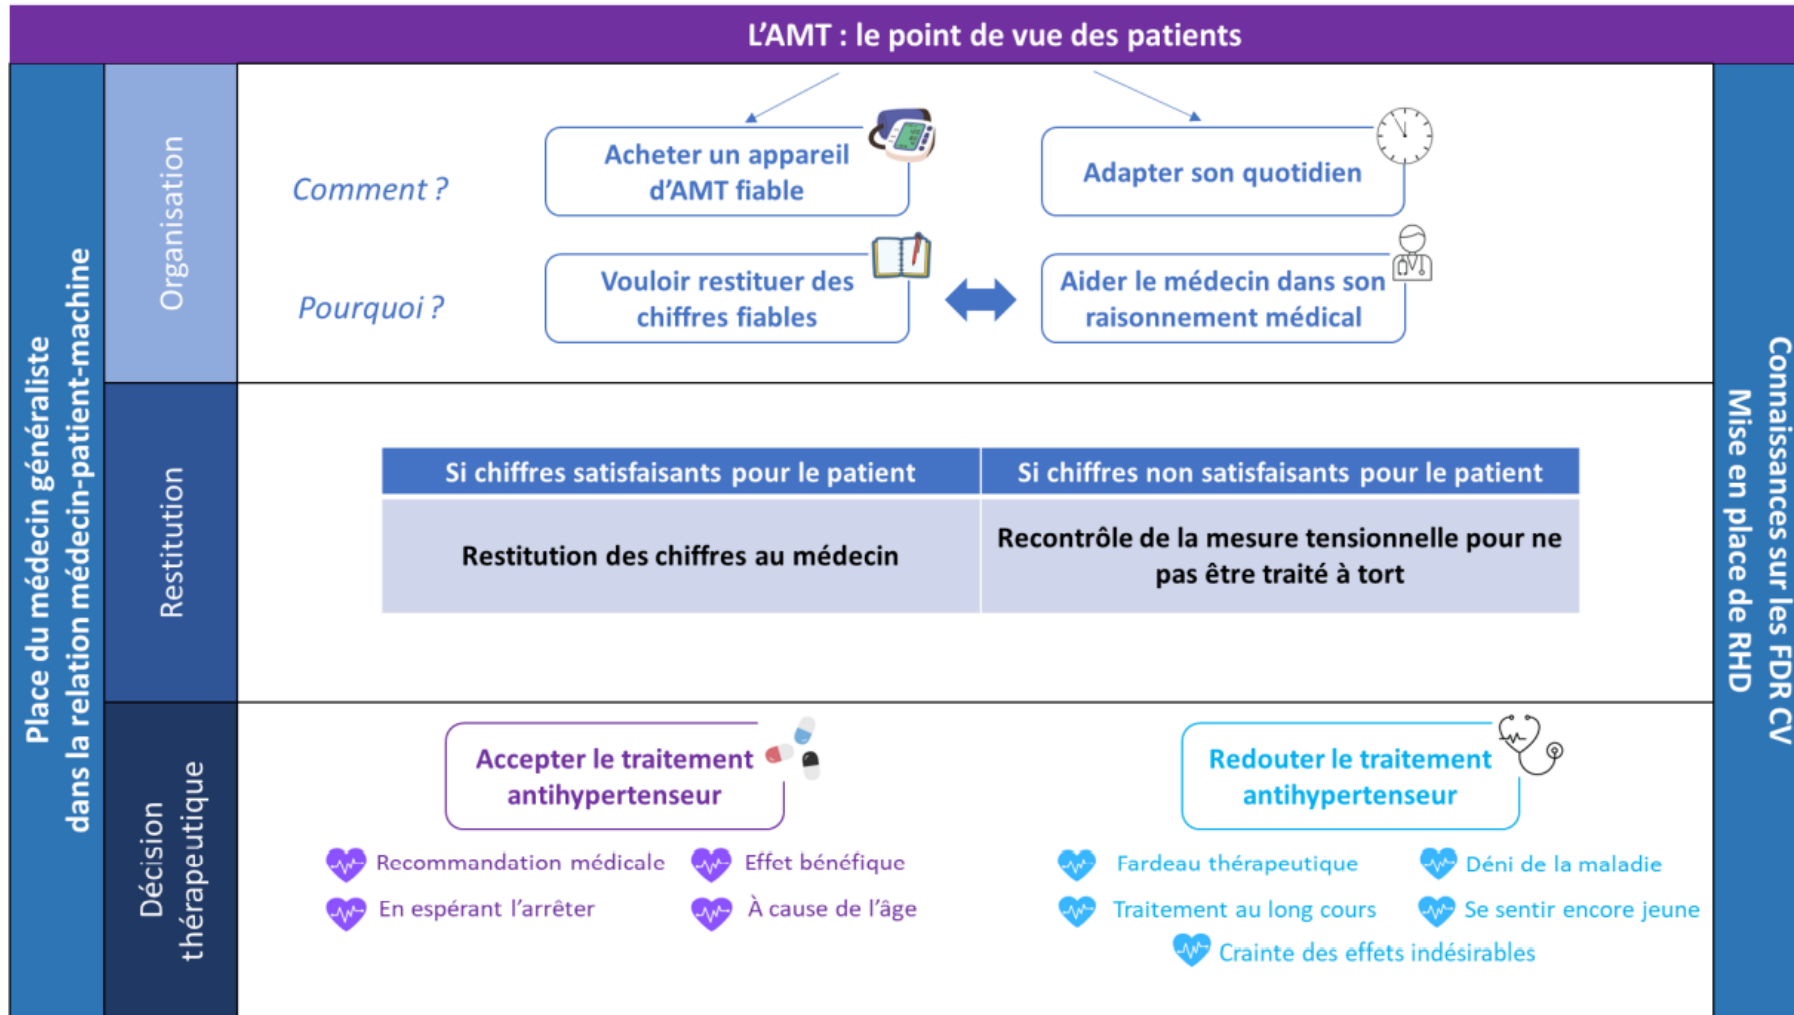 L'AMT : le point de vue des patients
Place du médecin généraliste
dans la relation médecin-patient-machine
Organisation
Comment ?
Acheter un appareil
d'AMT fiable
Adapter son quotidien
Pourquoi ?
Vouloir restituer des
chiffres fiables
Aider le médecin dans son
raisonnement médical
Restitution
Si chiffres satisfaisants pour le patient
Si chiffres non satisfaisants pour le patient
Restitution des chiffres au médecin
Recontrôle de la mesure tensionnelle pour ne
pas être traité à tort
Décision
thérapeutique
Accepter le traitement
antihypertenseur
Recommandation médicale
Effet bénéfique
En espérant l'arrêter
À cause de l'âge
Redouter le traitement
antihypertenseur
Fardeau thérapeutique
Déni de la maladie
Traitement au long cours
Se sentir encore jeune
Crainte des effets indésirables
Connaissances sur les FDR CV
Mise en place de RHD